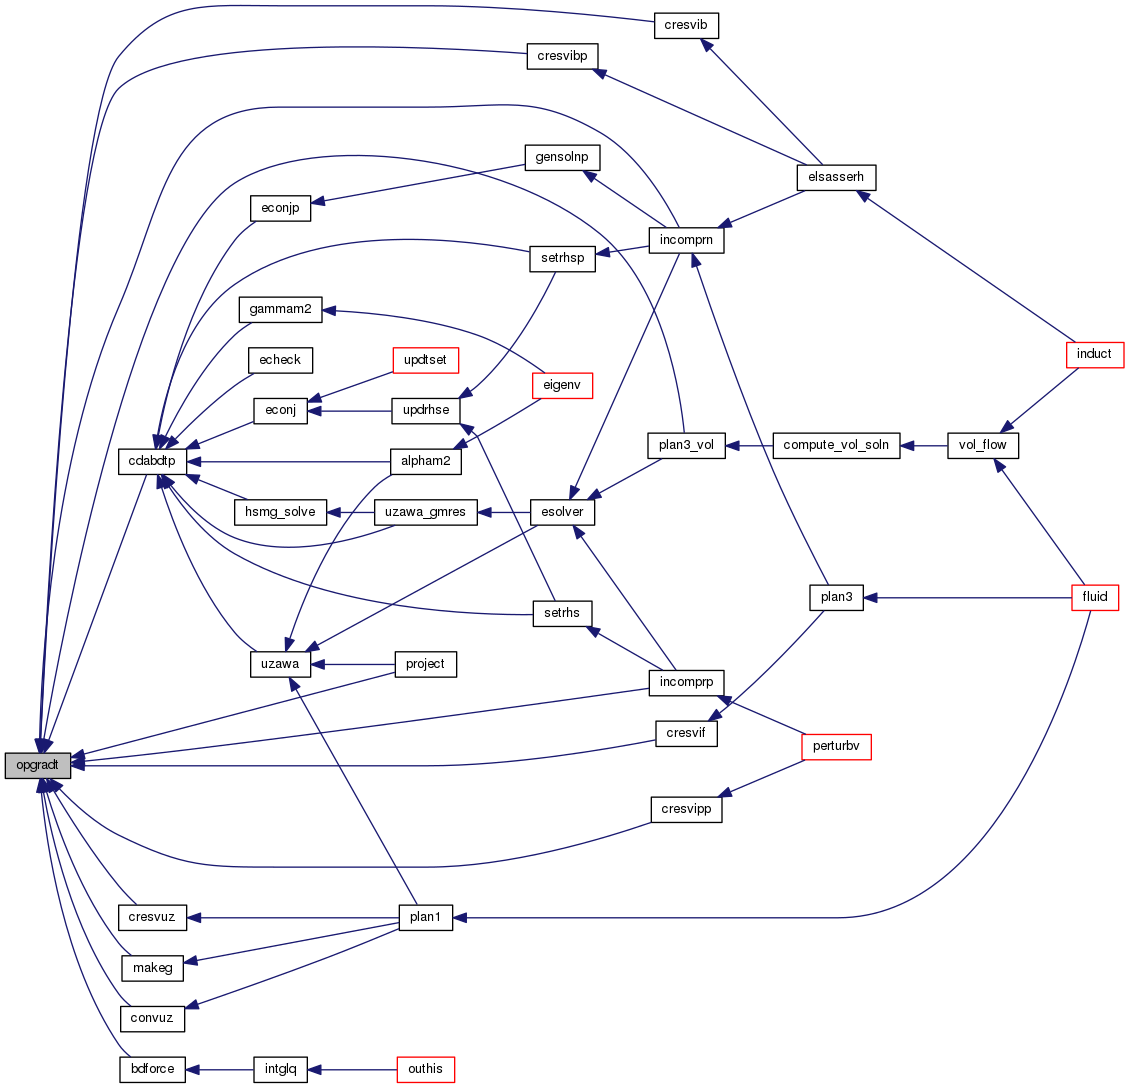 cresvib
cresvibp
gensolnp
elsasserh
econjp
incomprn
setrhsp
gammam2
induct
echeck
updtset
eigenv
econj
updrhse
plan3_vol
compute_vol_soln
vol_flow
cdabdtp
alpham2
hsmg_solve
uzawa_gmres
esolver
plan3
fluid
setrhs
uzawa
project
incomprp
cresvif
perturbv
opgradt
cresvipp
cresvuz
plan1
makeg
convuz
bdforce
intglq
outhis